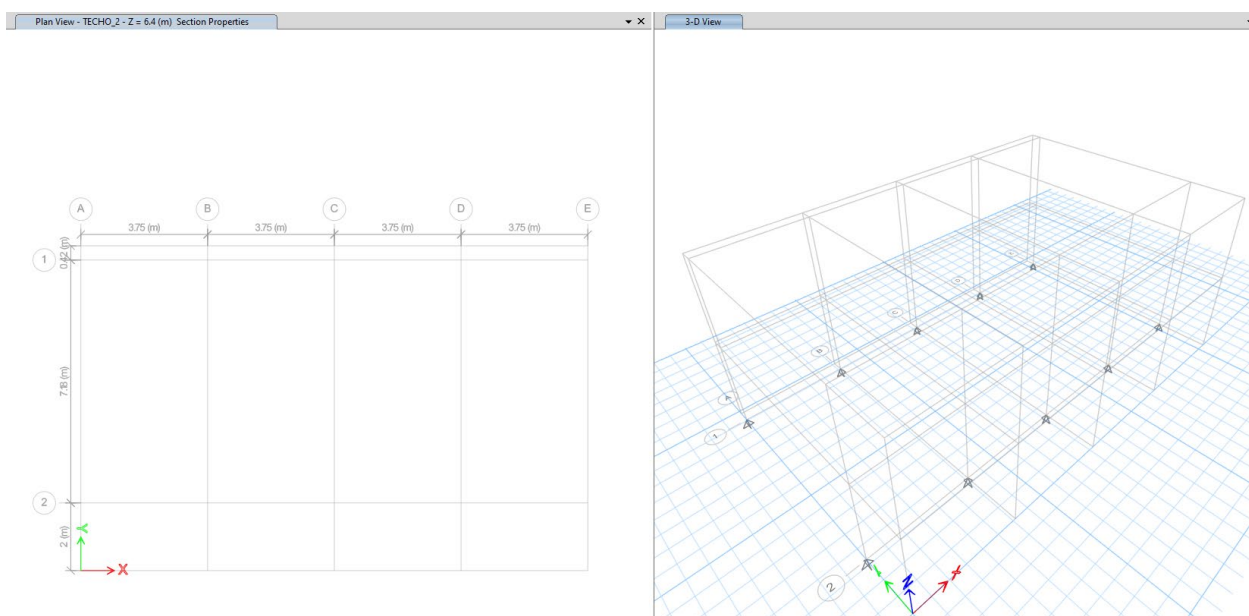 Plan View - TECHO_2 - Z = 6.4 (m) Section Properties
A B C D E
3.75 (m) 3.75 (m) 3.75 (m) 3.75 (m)
0.42 (m)
1
7.18 (m)
2
2 (m)
Y
X
3-D View
D
C
B
A
1
2
Y Z X